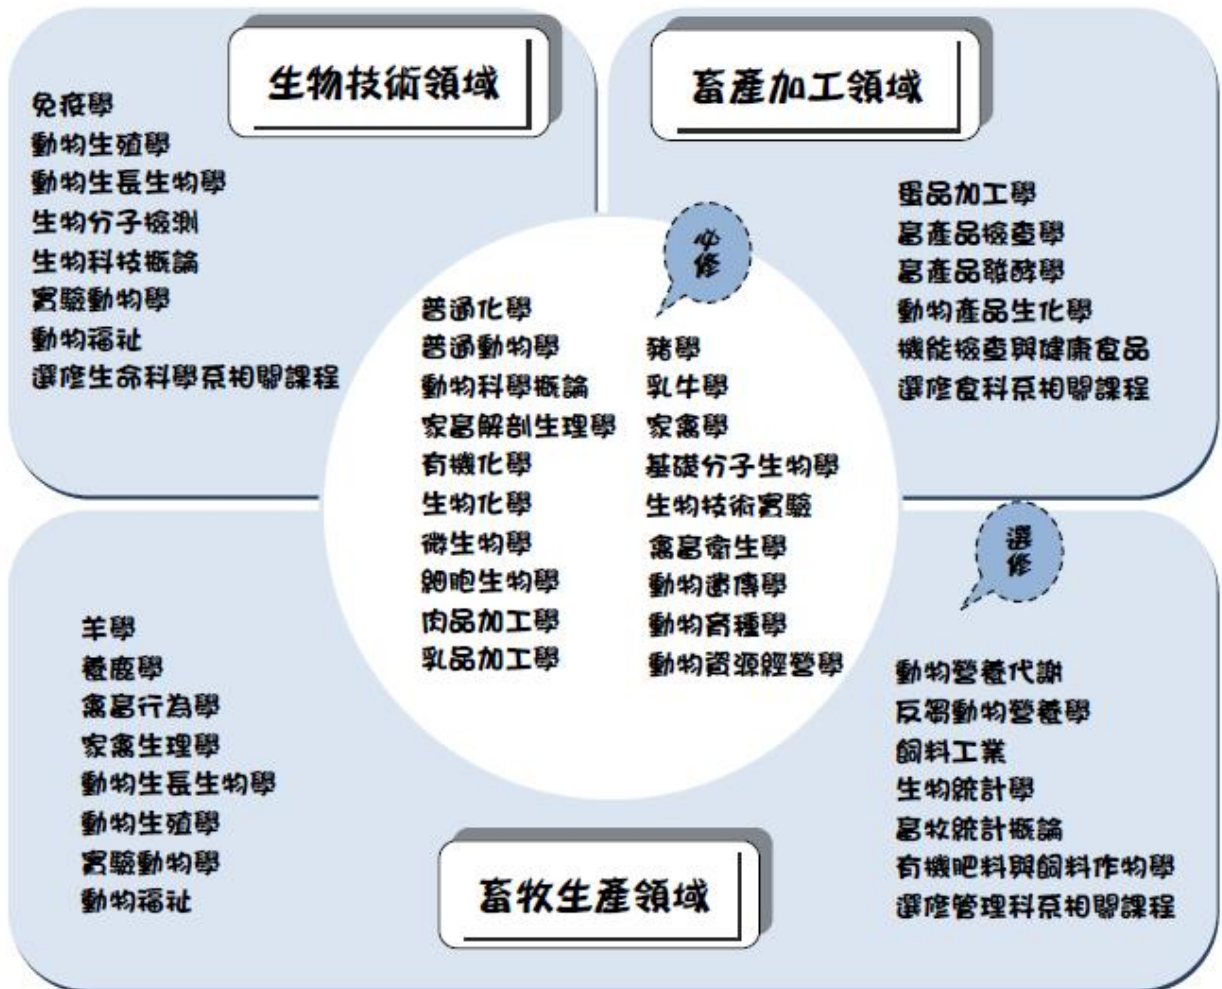 生物技術領域
免疫學
動物生殖學
動物生長生物學
生物分子檢測
生物科技概論
實驗動物學
動物福祉
選修生命科學系相關課程
畜產加工領域
蛋品加工學
畜產品檢查學
畜產品發酵學
動物產品生化學
機能檢查與健康食品
選修食科系相關課程
必修
普通化學
普通動物學
動物科學概論
家畜解剖生理學
有機化學
生物化學
微生物學
細胞生物學
肉品加工學
乳品加工學
豬學
乳牛學
家禽學
基礎分子生物學
生物技術實驗
禽畜衛生學
動物遺傳學
動物育種學
動物資源經營學
選修
羊學
養鹿學
禽畜行為學
家禽生理學
動物生長生物學
動物生殖學
實驗動物學
動物福祉
畜牧生產領域
動物營養代謝
反芻動物營養學
飼料工業
生物統計學
畜牧統計概論
有機肥料與飼料作物學
選修管理科系相關課程